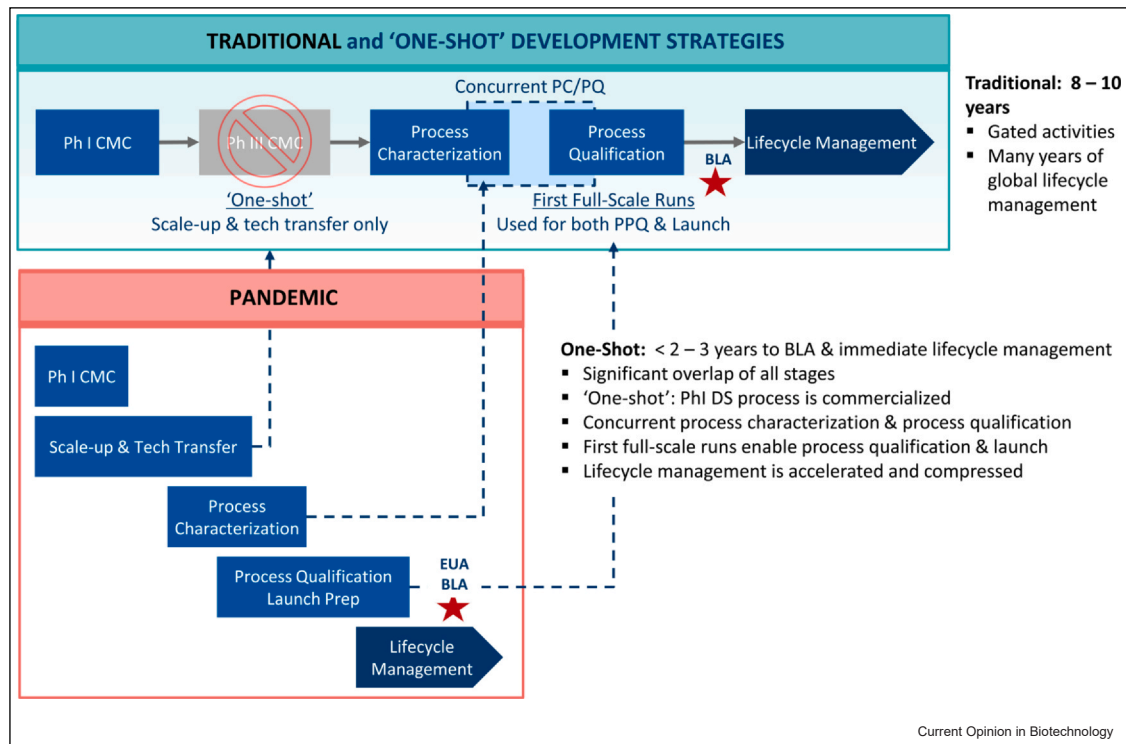 TRADITIONAL and ‘ONE-SHOT’ DEVELOPMENT STRATEGIES
Concurrent PC/PQ
Ph I CMC
Ph III CMC
Process
Characterization
Process
Qualification
BLA
Lifecycle Management
‘One-shot’
Scale-up & tech transfer only
First Full-Scale Runs
Used for both PPQ & Launch
Traditional: 8 – 10
years
▪ Gated activities
▪ Many years of
global lifecycle
management
PANDEMIC
Ph I CMC
Scale-up & Tech Transfer
Process
Characterization
Process Qualification
Launch Prep
EUA
BLA
Lifecycle
Management
One-Shot: < 2 – 3 years to BLA & immediate lifecycle management
▪ Significant overlap of all stages
▪ ‘One-shot’: PhI DS process is commercialized
▪ Concurrent process characterization & process qualification
▪ First full-scale runs enable process qualification & launch
▪ Lifecycle management is accelerated and compressed
Current Opinion in Biotechnology